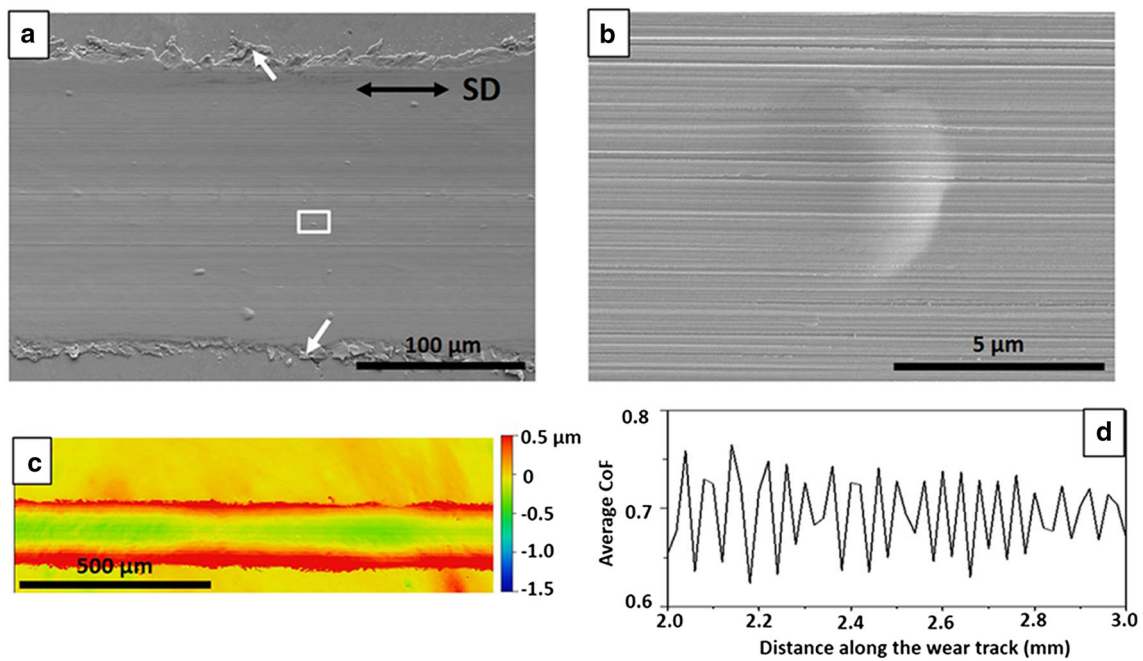 a
SD
100 µm
b
5 µm
c
0.5 µm
0
-0.5
-1.0
-1.5
500 µm
d
0.8
0.7
0.6
Average CoF
2.0 2.2 2.4 2.6 2.8 3.0
Distance along the wear track (mm)